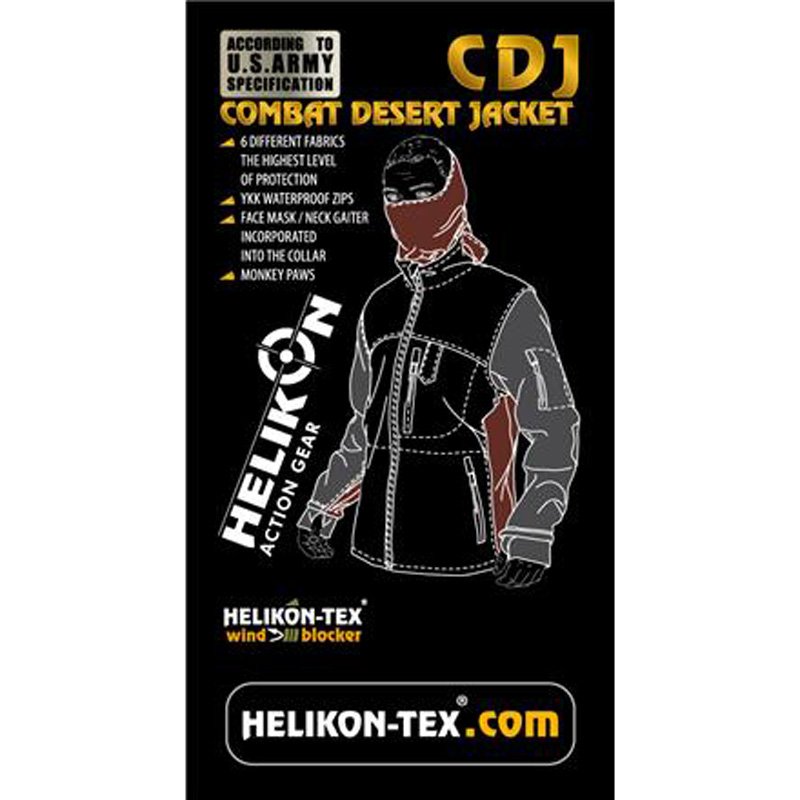 ACCORDING TO
U.S. ARMY
SPECIFICATION
CDJ
COMBAT DESERT JACKET
6 DIFFERENT FABRICS
THE HIGHEST LEVEL
OF PROTECTION
YKK WATERPROOF ZIPS
FACE MASK / NECK GAITER
INCORPORATED
INTO THE COLLAR
MONKEY PAWS
HELIKON
ACTION GEAR
HELIKON-TEX®
wind blocker
HELIKON-TEX®.com